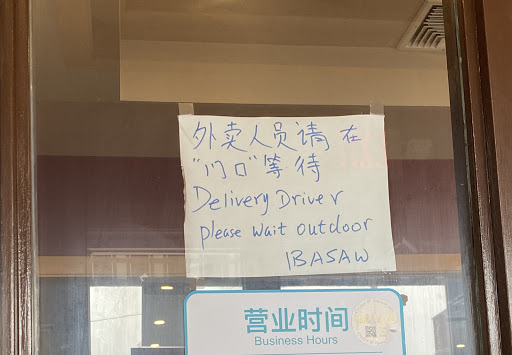 外卖人员请在
"门口"等待
Delivery Driver
please wait outdoor
IBASAW
营业时间
Business Hours